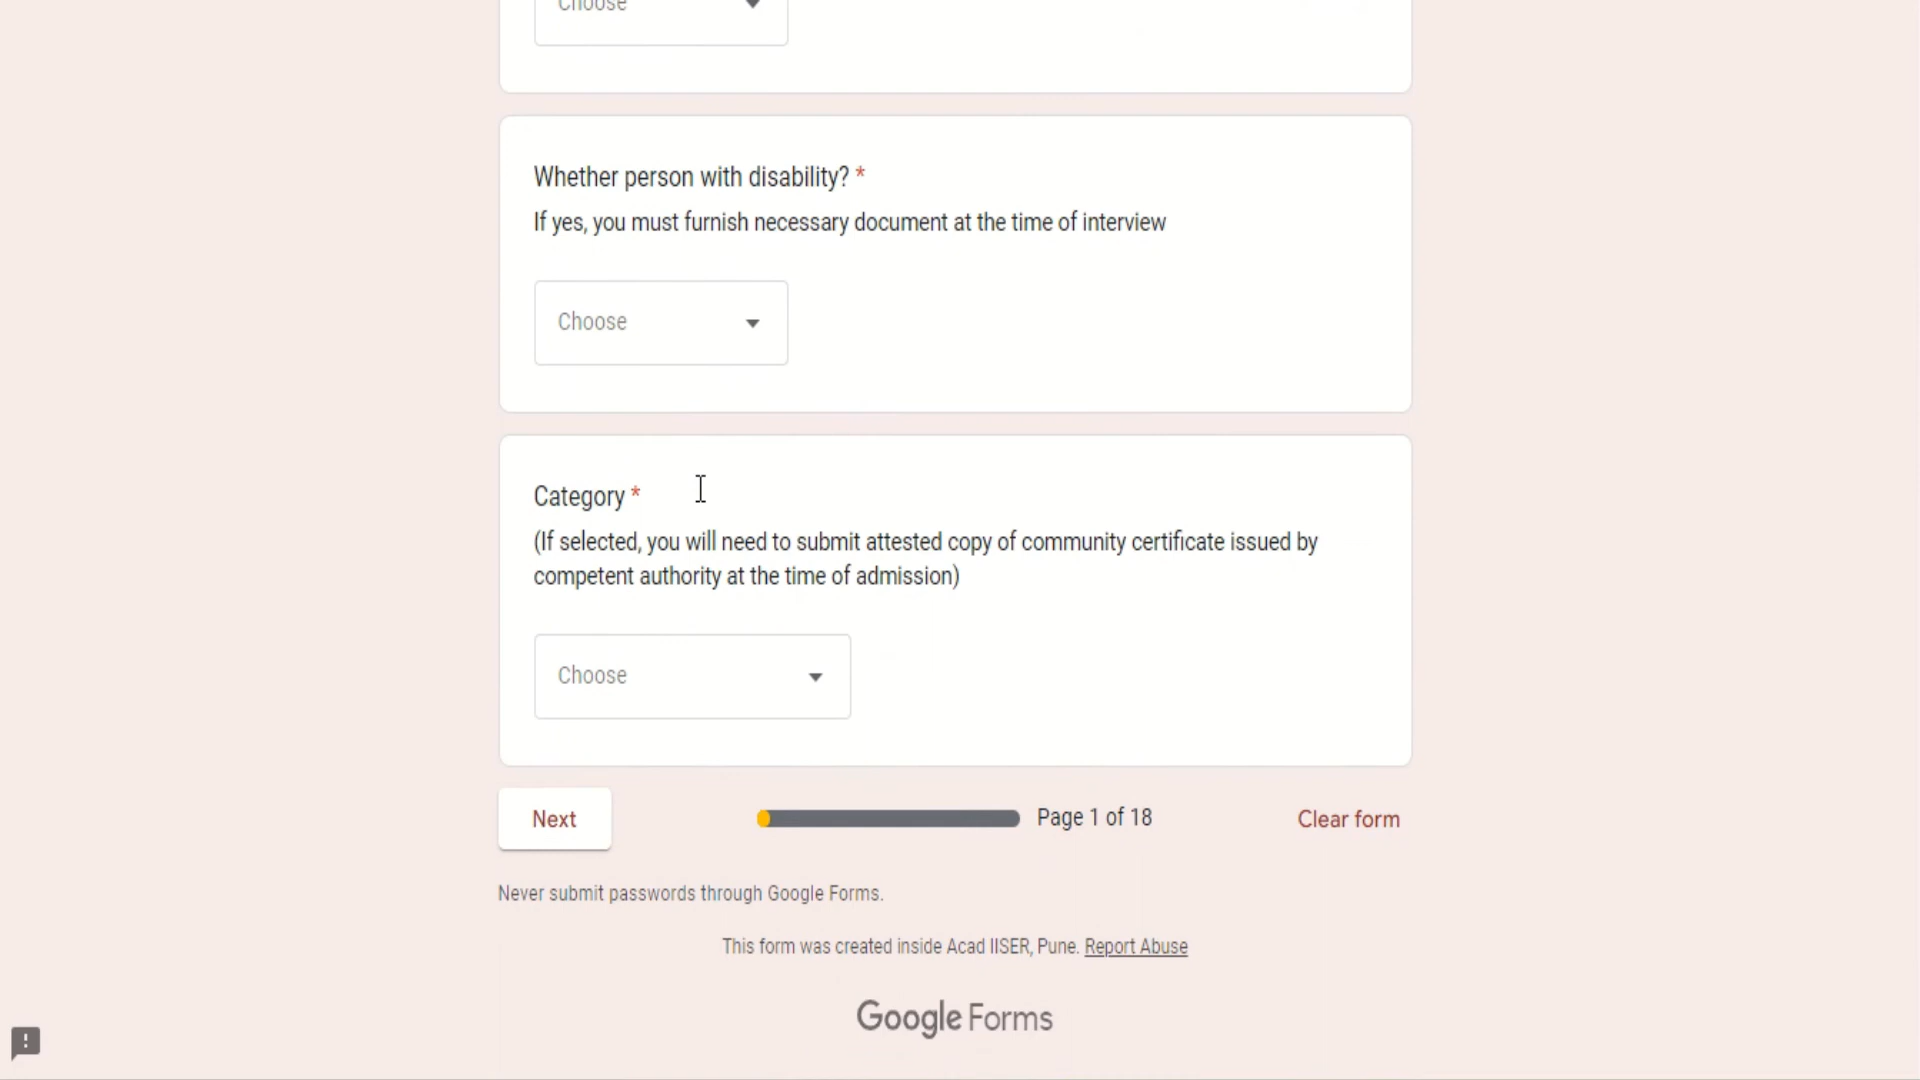 Choose
Whether person with disability? *
If yes, you must furnish necessary document at the time of interview
Choose
Category *
(If selected, you will need to submit attested copy of community certificate issued by
competent authority at the time of admission)
Choose
Next
Page 1 of 18
Clear form
Never submit passwords through Google Forms.
This form was created inside Acad IISER, Pune. Report Abuse
Google Forms